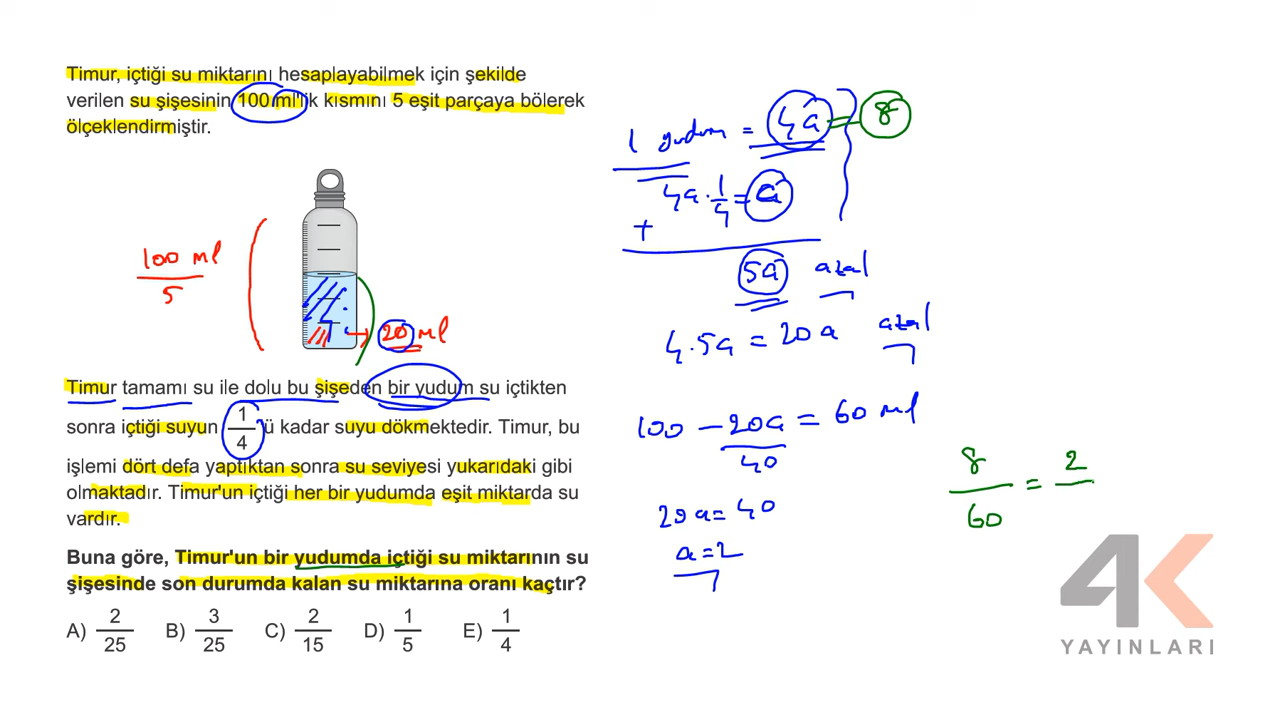 Timur, içtiği su miktarını hesaplayabilmek için şekilde
verilen su şişesinin 100 ml'lik kısmını 5 eşit parçaya bölerek
ölçeklendirmiştir.
100 ml
5
20 ml
Timur tamamı su ile dolu bu şişeden bir yudum su içtikten
sonra içtiği suyun 1/4 'ü kadar suyu dökmektedir. Timur, bu
işlemi dört defa yaptıktan sonra su seviyesi yukarıdaki gibi
olmaktadır. Timur'un içtiği her bir yudumda eşit miktarda su
vardır.
Buna göre, Timur'un bir yudumda içtiği su miktarının su
şişesinde son durumda kalan su miktarına oranı kaçtır?
A) 2/25 B) 3/25 C) 2/15 D) 1/5 E) 1/4
1 yudum = 4a = 8
4a · 1/4 = a
+
5a azal
4.5a = 20a azal
100 - 20a = 60 ml
40
20a = 40
a = 2
8/60 = 2
4K
YAYINLARI